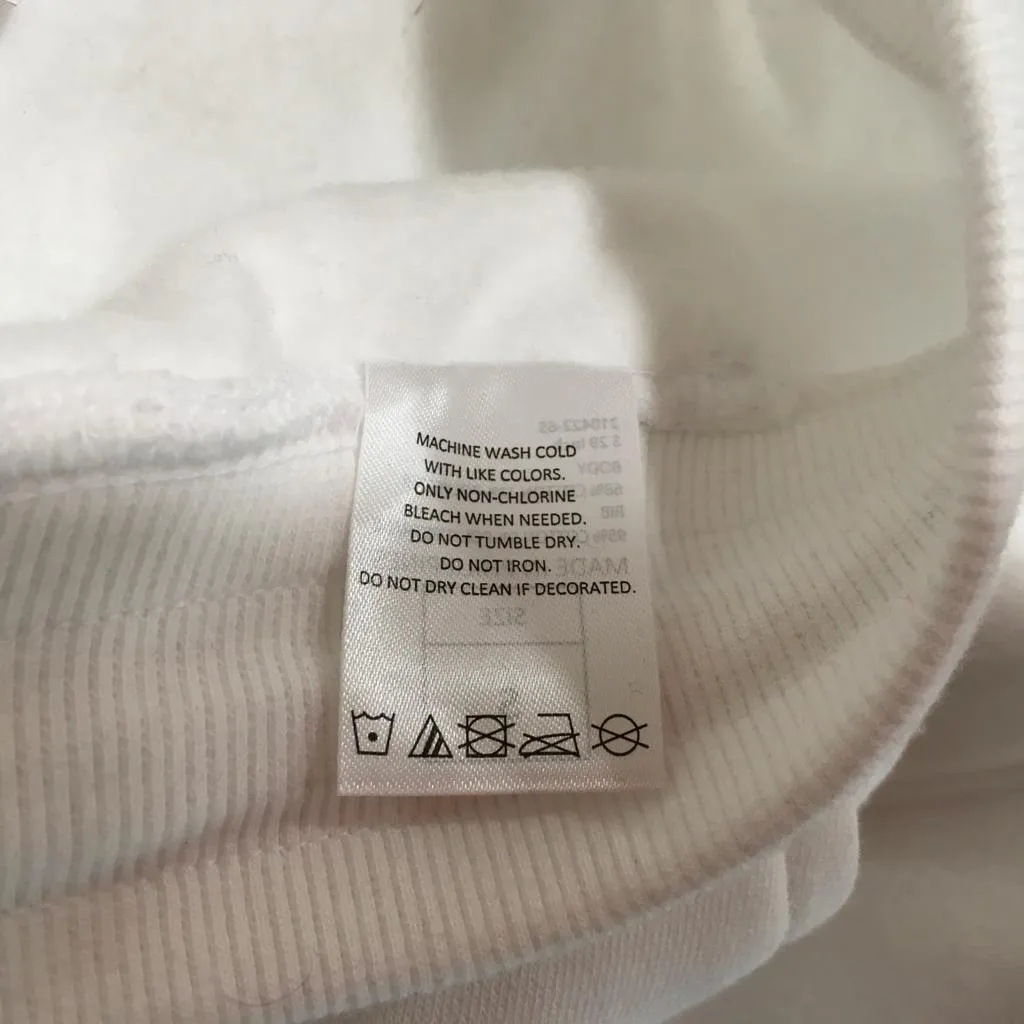 MACHINE WASH COLD
WITH LIKE COLORS.
ONLY NON-CHLORINE
BLEACH WHEN NEEDED.
DO NOT TUMBLE DRY.
DO NOT IRON.
DO NOT DRY CLEAN IF DECORATED.
SIZE